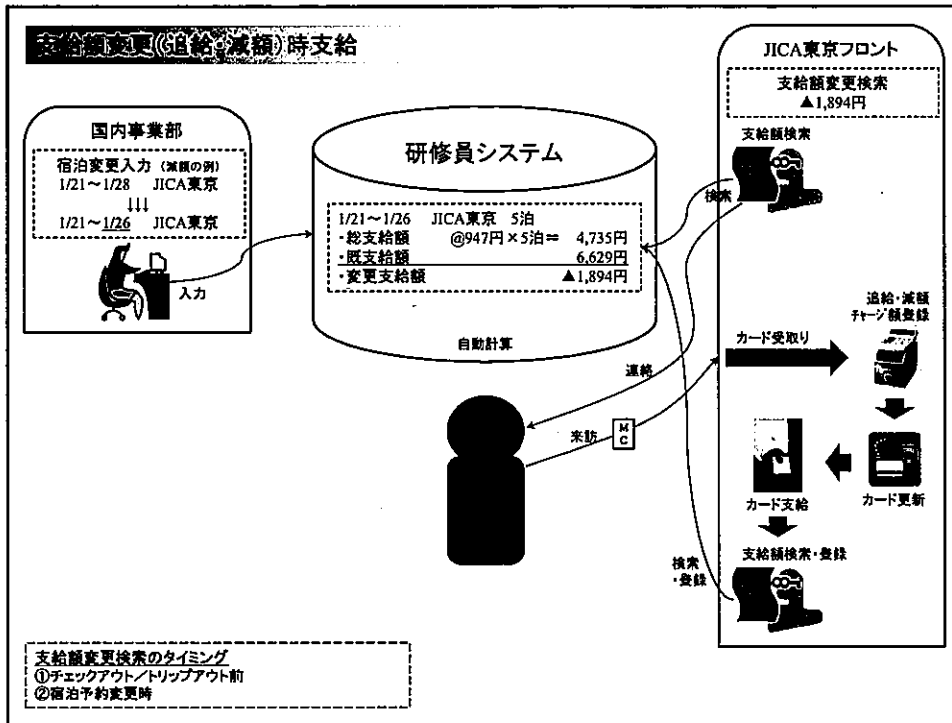 支給額変更(追給・減額)時支給
国内事業部
宿泊変更入力 (減額の例)
1/21～1/28 JICA東京
↓↓↓
1/21～1/26 JICA東京
入力
研修員システム
1/21～1/26 JICA東京 5泊
・総支給額 @947円×5泊＝ 4,735円
・既支給額 6,629円
・変更支給額 ▲1,894円
自動計算
JICA東京フロント
支給額変更検索
▲1,894円
支給額検索
検索
連絡
来訪
MC
カード受取り
追給・減額
チャージ額登録
カード更新
カード支給
支給額検索・登録
検索
・登録
支給額変更検索のタイミング
①チェックアウト／トリップアウト前
②宿泊予約変更時